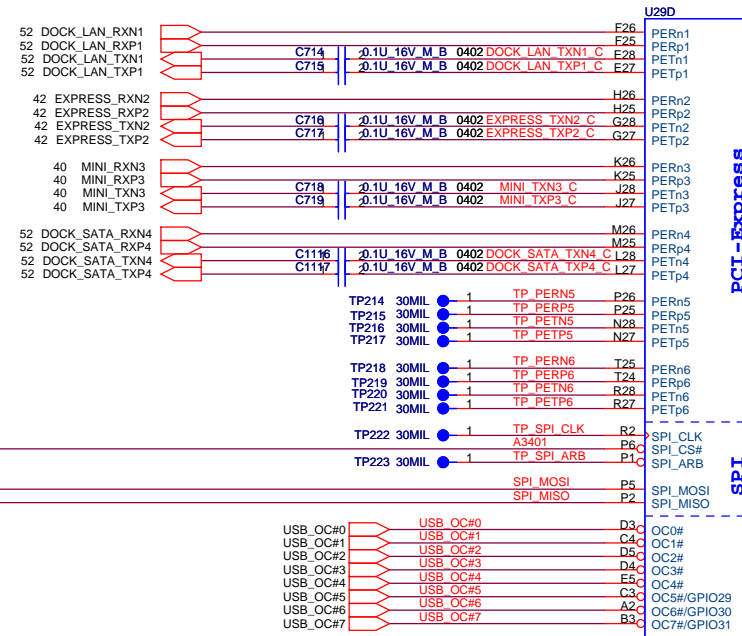 U29D
52 DOCK_LAN_RXN1 F26 PERn1
52 DOCK_LAN_RXP1 F25 PERp1
52 DOCK_LAN_TXN1 C714 1 2 0.1U_16V_M_B 0402 DOCK_LAN_TXN1_C E28 PETn1
52 DOCK_LAN_TXP1 C715 1 2 0.1U_16V_M_B 0402 DOCK_LAN_TXP1_C E27 PETp1
42 EXPRESS_RXN2 H26 PERn2
42 EXPRESS_RXP2 H25 PERp2
42 EXPRESS_TXN2 C716 1 2 0.1U_16V_M_B 0402 EXPRESS_TXN2_C G28 PETn2
42 EXPRESS_TXP2 C717 1 2 0.1U_16V_M_B 0402 EXPRESS_TXP2_C G27 PETp2
40 MINI_RXN3 K26 PERn3
40 MINI_RXP3 K25 PERp3
40 MINI_TXN3 C718 1 2 0.1U_16V_M_B 0402 MINI_TXN3_C J28 PETn3
40 MINI_TXP3 C719 1 2 0.1U_16V_M_B 0402 MINI_TXP3_C J27 PETp3
52 DOCK_SATA_RXN4 M26 PERn4
52 DOCK_SATA_RXP4 M25 PERp4
52 DOCK_SATA_TXN4 C1116 1 2 0.1U_16V_M_B 0402 DOCK_SATA_TXN4_C L28 PETn4
52 DOCK_SATA_TXP4 C1117 1 2 0.1U_16V_M_B 0402 DOCK_SATA_TXP4_C L27 PETp4
TP214 30MIL 1 TP_PERN5 P26 PERn5
TP215 30MIL 1 TP_PERP5 P25 PERp5
TP216 30MIL 1 TP_PETN5 N28 PETn5
TP217 30MIL 1 TP_PETP5 N27 PETp5
TP218 30MIL 1 TP_PERN6 T25 PERn6
TP219 30MIL 1 TP_PERP6 T24 PERp6
TP220 30MIL 1 TP_PETN6 R28 PETn6
TP221 30MIL 1 TP_PETP6 R27 PETp6
PCI-Express
TP222 30MIL 1 TP_SPI_CLK R2 SPI_CLK
A3401 P6 SPI_CS#
TP223 30MIL 1 TP_SPI_ARB P1 SPI_ARB
SPI_MOSI P5 SPI_MOSI
SPI_MISO P2 SPI_MISO
SPI
USB_OC#0 USB_OC#0 D3 OC0#
USB_OC#1 USB_OC#1 C4 OC1#
USB_OC#2 USB_OC#2 D5 OC2#
USB_OC#3 USB_OC#3 D4 OC3#
USB_OC#4 USB_OC#4 E5 OC4#
USB_OC#5 USB_OC#5 C3 OC5#/GPIO29
USB_OC#6 USB_OC#6 A2 OC6#/GPIO30
USB_OC#7 USB_OC#7 B3 OC7#/GPIO31